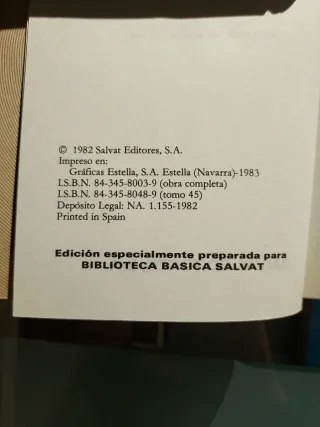 © 1982 Salvat Editores, S.A.
Impreso en:
Gráficas Estella, S.A. Estella (Navarra)-1983
I.S.B.N. 84-345-8003-9 (obra completa)
I.S.B.N. 84-345-8048-9 (tomo 45)
Depósito Legal: NA. 1.155-1982
Printed in Spain
Edición especialmente preparada para
BIBLIOTECA BASICA SALVAT